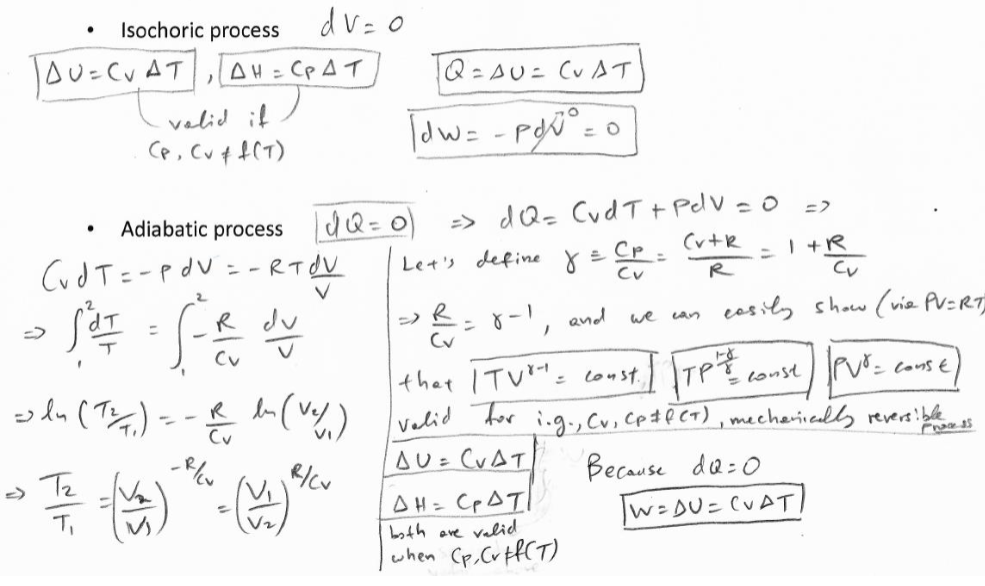 • Isochoric process dV = 0
ΔU = Cv ΔT , ΔH = Cp ΔT
Q = ΔU = Cv ΔT
valid if
Cp, Cv ≠ f(T)
dW = - PdV⁰ = 0
• Adiabatic process dQ = 0 => dQ = CvdT + PdV = 0 =>
CvdT = -P dV = -RT dV/V
=> ∫₁² dT/T = ∫₁² -R/Cv dV/V
=> ln (T2/T1) = - R/Cv ln (V2/V1)
=> T2/T1 = (V2/V1)^(-R/Cv) = (V1/V2)^(R/Cv)
Let's define γ ≡ Cp/Cv = (Cv+R)/R = 1 + R/Cv
=> R/Cv = γ-1, and we can easily show (via PV=RT)
that TV^(γ-1) = const. TP^((1-γ)/γ) = const PV^γ = const
valid for i.g., Cv, Cp ≠ f(T), mechanically reversible process
ΔU = CvΔT
ΔH = CpΔT
both are valid
when Cp, Cv ≠ f(T)
Because dQ = 0
W = ΔU = CvΔT